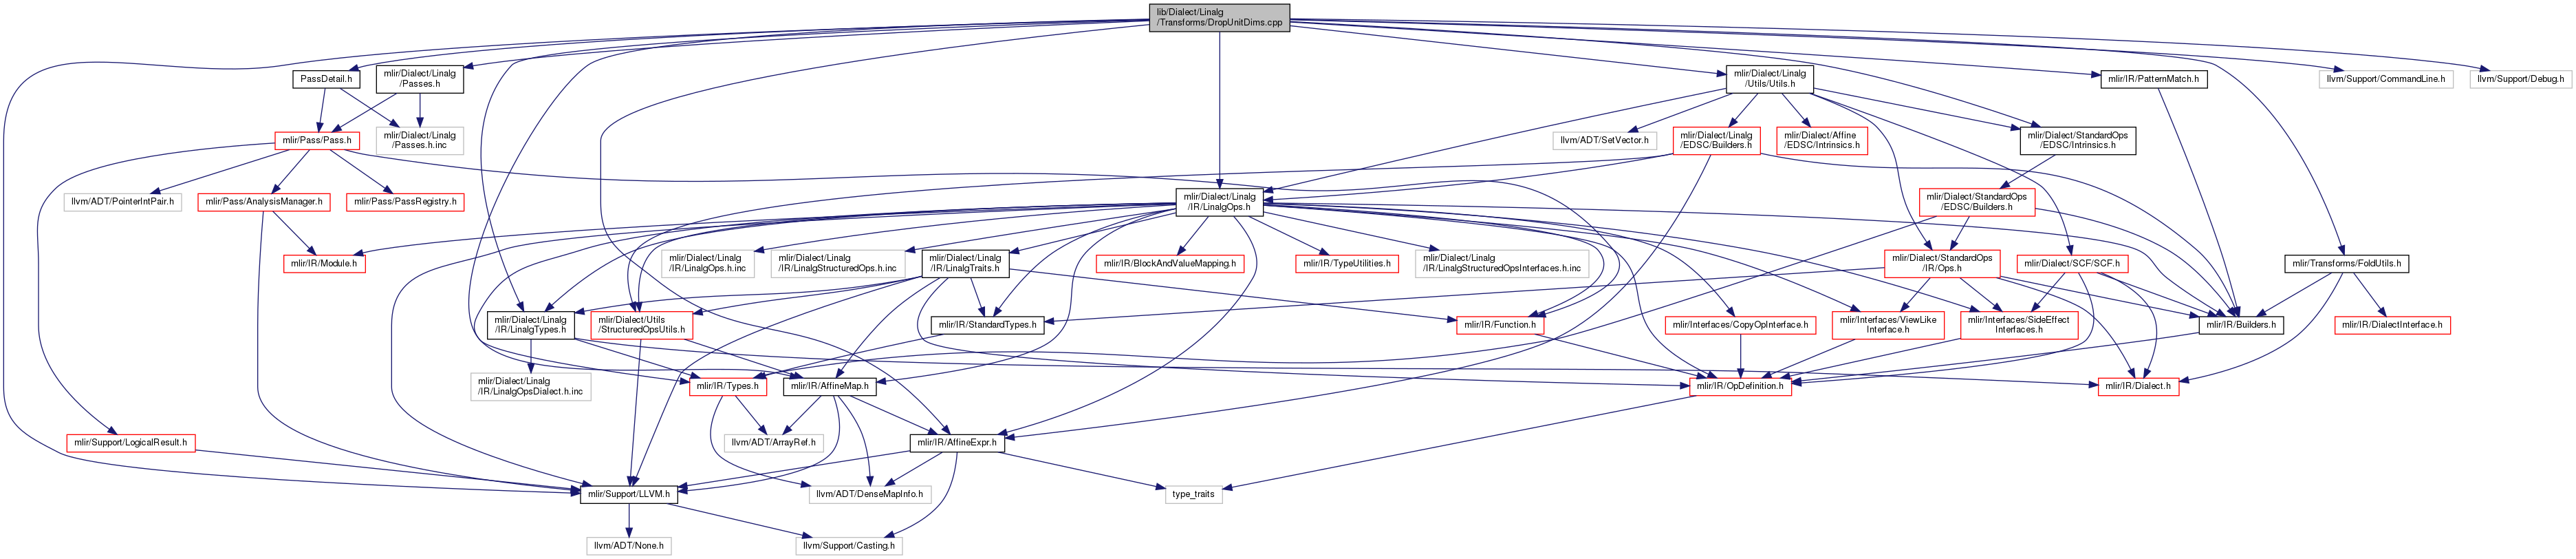 lib/Dialect/Linalg
/Transforms/DropUnitDims.cpp
PassDetail.h
mlir/Dialect/Linalg
/Passes.h
mlir/Dialect/Linalg
/Utils/Utils.h
mlir/IR/PatternMatch.h
llvm/Support/CommandLine.h
llvm/Support/Debug.h
mlir/Pass/Pass.h
mlir/Dialect/Linalg
/Passes.h.inc
llvm/ADT/SetVector.h
mlir/Dialect/Linalg
/EDSC/Builders.h
mlir/Dialect/Affine
/EDSC/Intrinsics.h
mlir/Dialect/StandardOps
/EDSC/Intrinsics.h
llvm/ADT/PointerIntPair.h
mlir/Pass/AnalysisManager.h
mlir/Pass/PassRegistry.h
mlir/Dialect/Linalg
/IR/LinalgOps.h
mlir/Dialect/StandardOps
/EDSC/Builders.h
mlir/IR/Module.h
mlir/Dialect/Linalg
/IR/LinalgOps.h.inc
mlir/Dialect/Linalg
/IR/LinalgStructuredOps.h.inc
mlir/Dialect/Linalg
/IR/LinalgTraits.h
mlir/IR/BlockAndValueMapping.h
mlir/IR/TypeUtilities.h
mlir/Dialect/Linalg
/IR/LinalgStructuredOpsInterfaces.h.inc
mlir/Dialect/StandardOps
/IR/Ops.h
mlir/Dialect/SCF/SCF.h
mlir/Transforms/FoldUtils.h
mlir/Dialect/Linalg
/IR/LinalgTypes.h
mlir/Dialect/Utils
/StructuredOpsUtils.h
mlir/IR/StandardTypes.h
mlir/IR/Function.h
mlir/Interfaces/CopyOpInterface.h
mlir/Interfaces/ViewLike
Interface.h
mlir/Interfaces/SideEffect
Interfaces.h
mlir/IR/Builders.h
mlir/IR/DialectInterface.h
mlir/Dialect/Linalg
/IR/LinalgOpsDialect.h.inc
mlir/IR/Types.h
mlir/IR/AffineMap.h
mlir/IR/OpDefinition.h
mlir/IR/Dialect.h
mlir/Support/LogicalResult.h
llvm/ADT/ArrayRef.h
mlir/IR/AffineExpr.h
mlir/Support/LLVM.h
llvm/ADT/DenseMapInfo.h
type_traits
llvm/ADT/None.h
llvm/Support/Casting.h